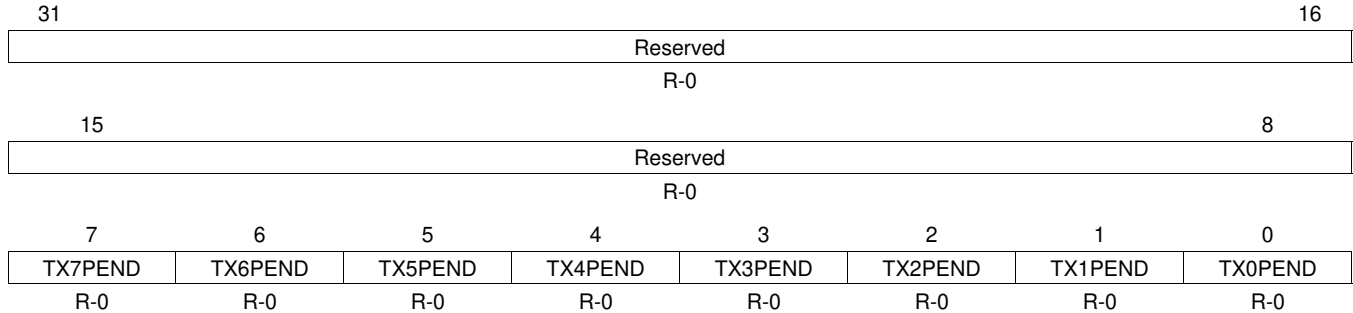 31 16
Reserved
R-0
15 8
Reserved
R-0
7 6 5 4 3 2 1 0
TX7PEND TX6PEND TX5PEND TX4PEND TX3PEND TX2PEND TX1PEND TX0PEND
R-0 R-0 R-0 R-0 R-0 R-0 R-0 R-0